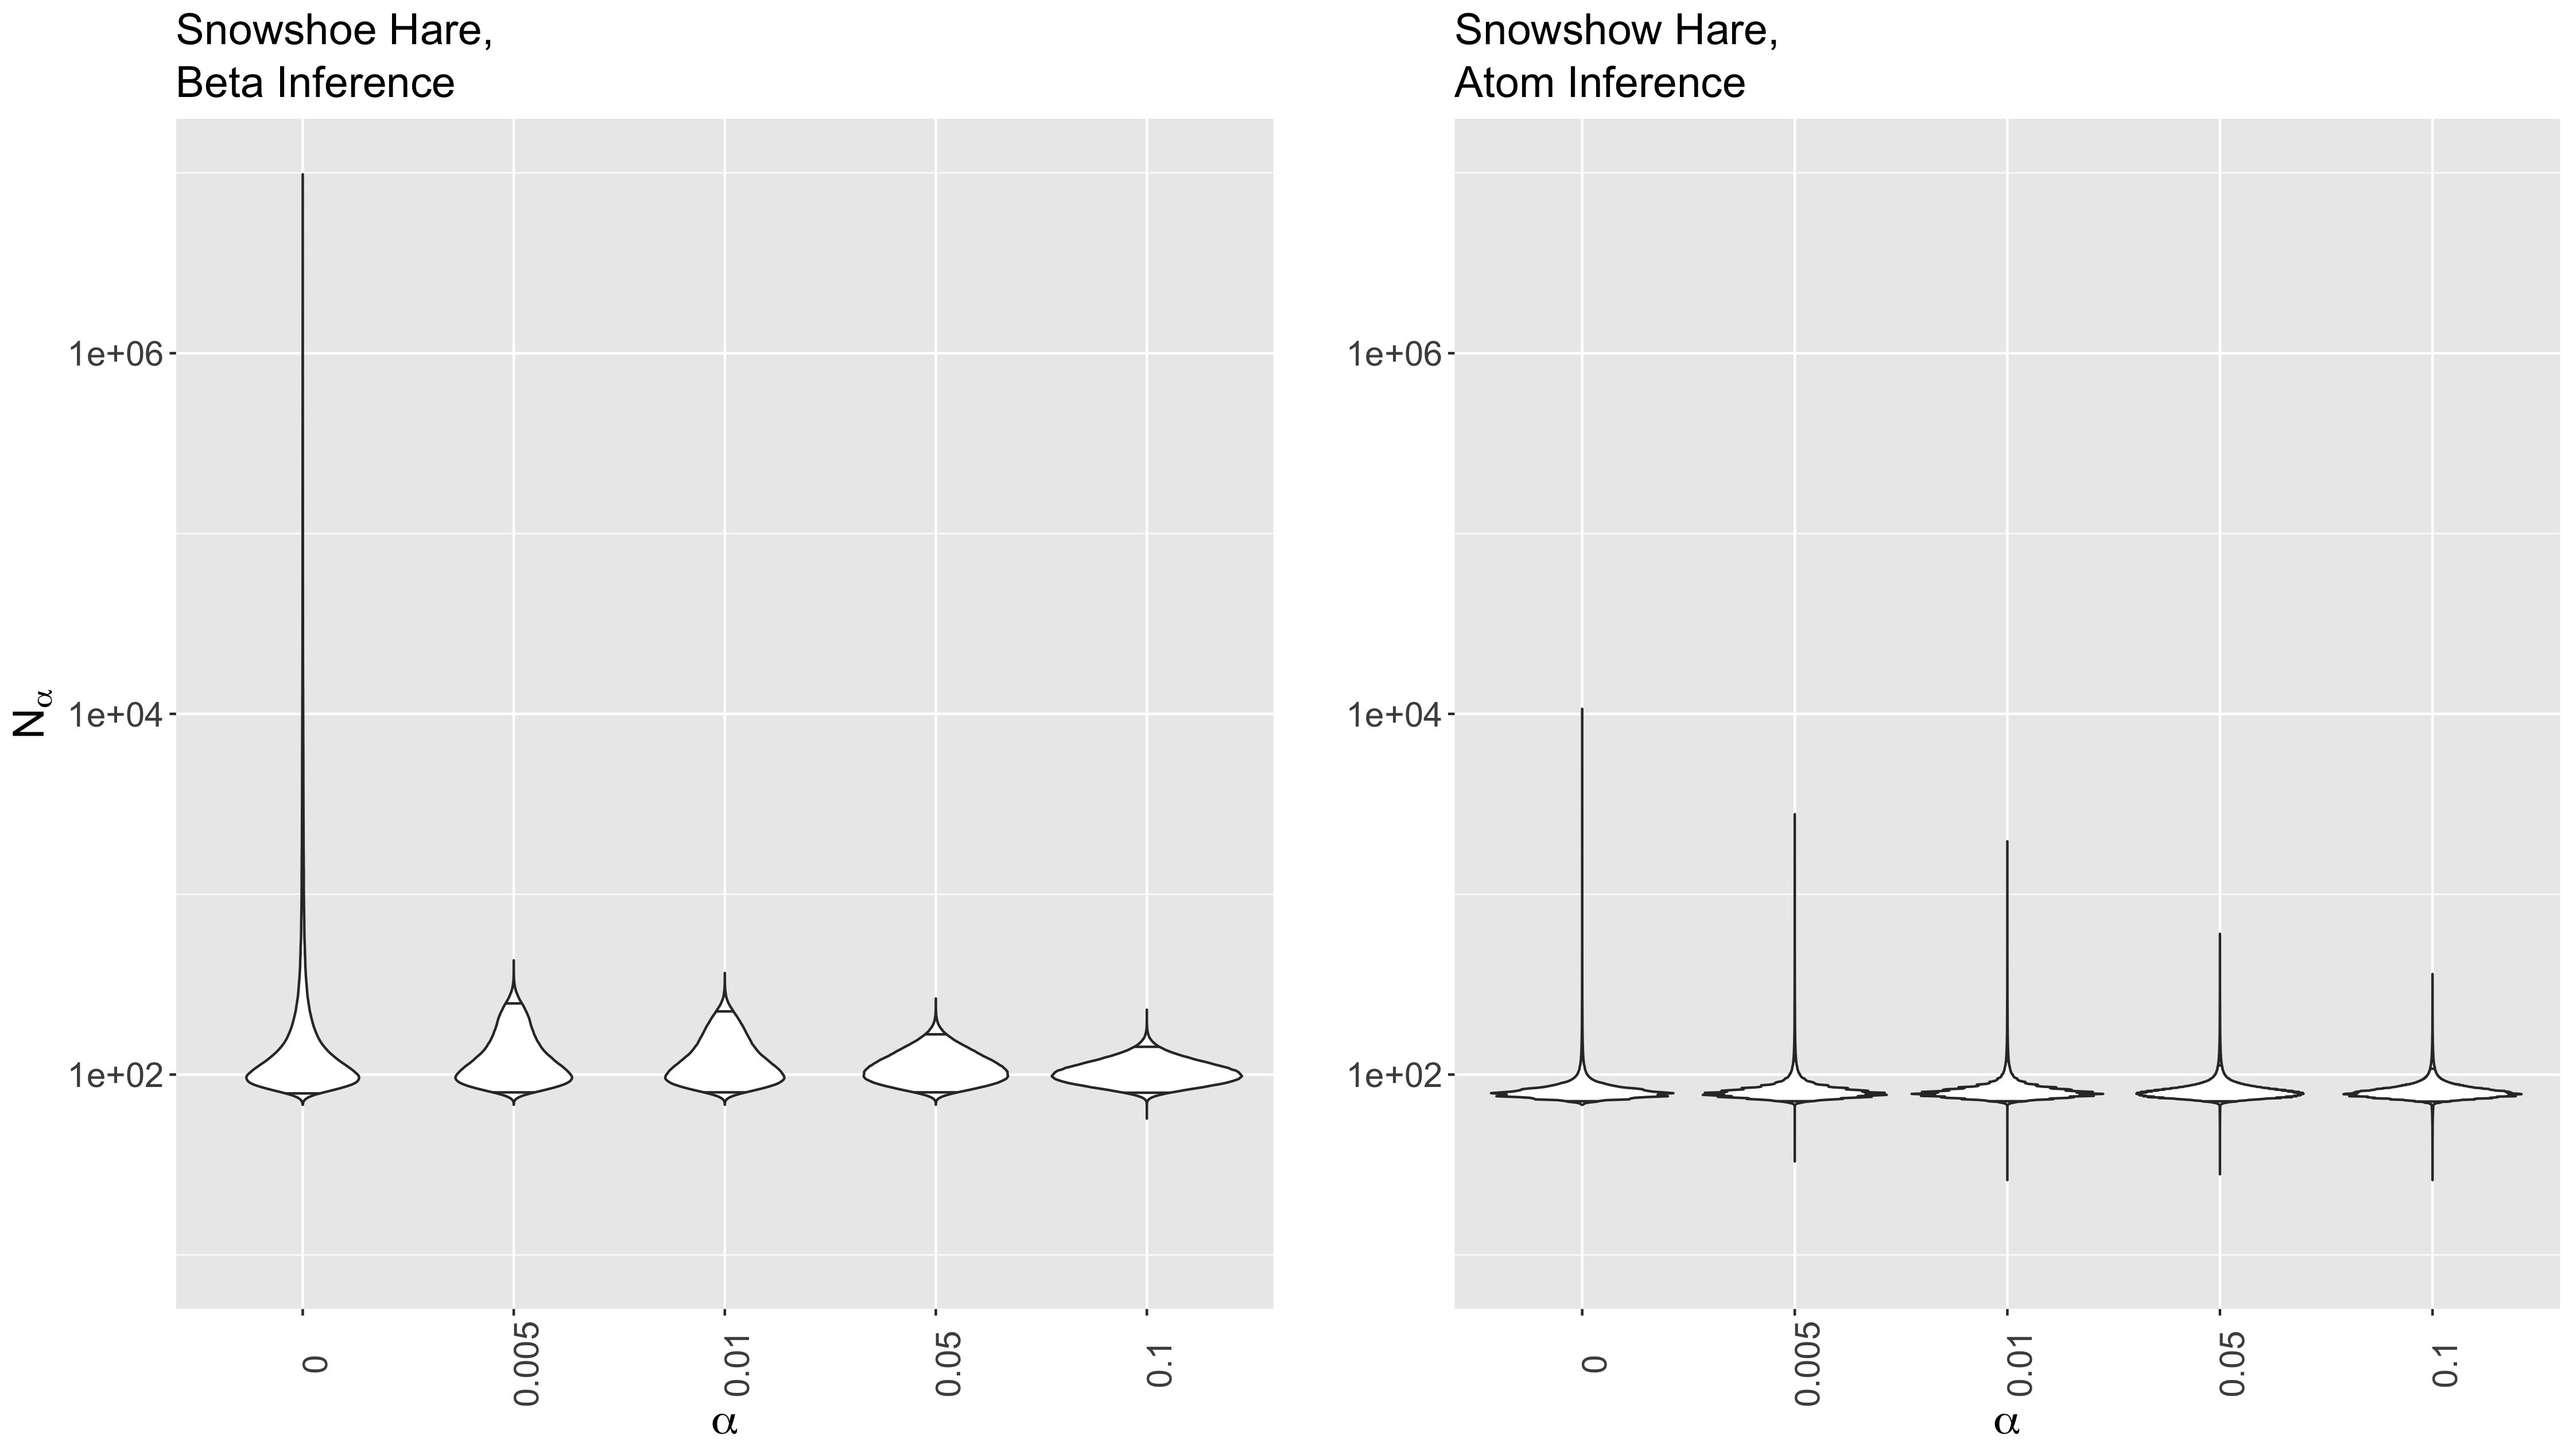 Snowshoe Hare,
Beta Inference
Nα
1e+06
1e+04
1e+02
0
0.005
0.01
0.05
0.1
α
Snowshow Hare,
Atom Inference
1e+06
1e+04
1e+02
0
0.005
0.01
0.05
0.1
α